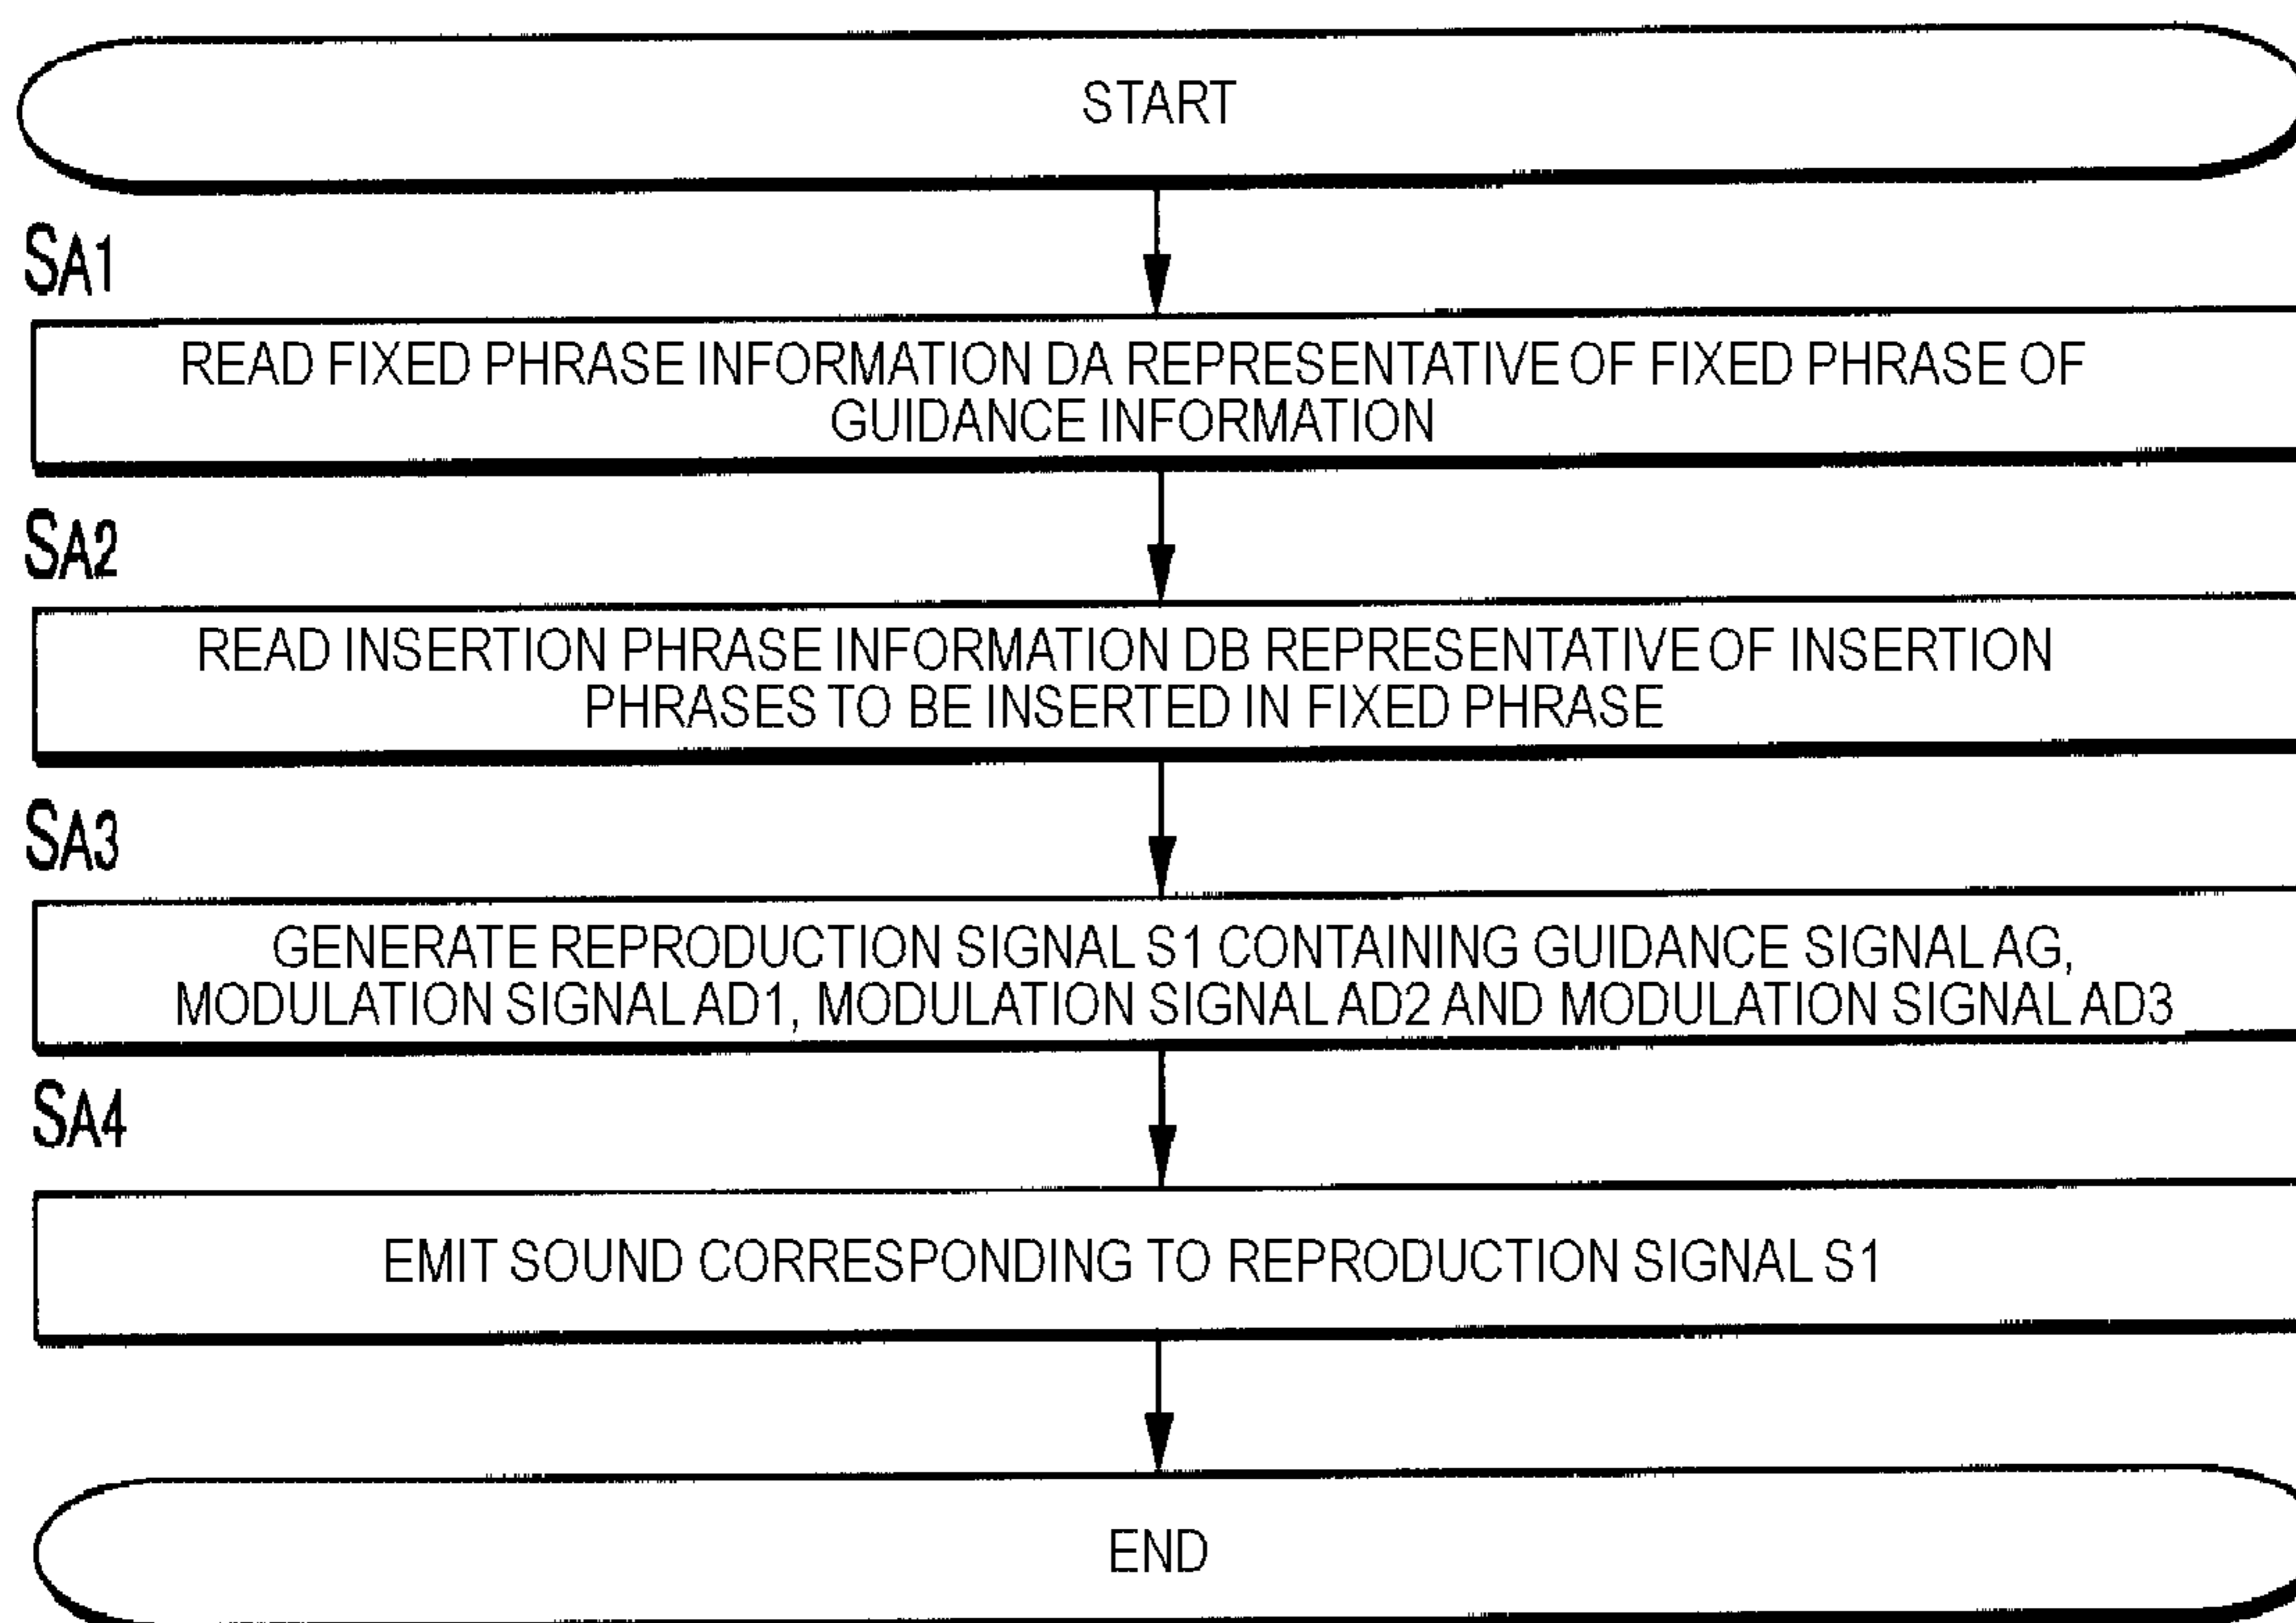 START
SA1
READ FIXED PHRASE INFORMATION DA REPRESENTATIVE OF FIXED PHRASE OF
GUIDANCE INFORMATION
SA2
READ INSERTION PHRASE INFORMATION DB REPRESENTATIVE OF INSERTION
PHRASES TO BE INSERTED IN FIXED PHRASE
SA3
GENERATE REPRODUCTION SIGNAL S1 CONTAINING GUIDANCE SIGNAL AG,
MODULATION SIGNAL AD1, MODULATION SIGNAL AD2 AND MODULATION SIGNAL AD3
SA4
EMIT SOUND CORRESPONDING TO REPRODUCTION SIGNAL S1
END